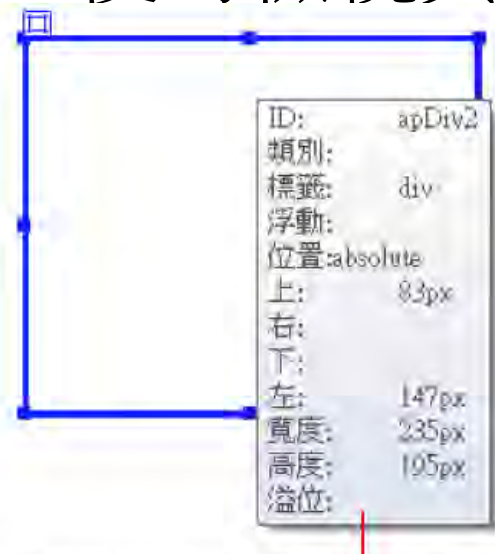 ID: apDiv2
類別:
標籤: div
浮動:
位置:absolute
上: 83px
右:
下:
左: 147px
寬度: 235px
高度: 195px
溢位: